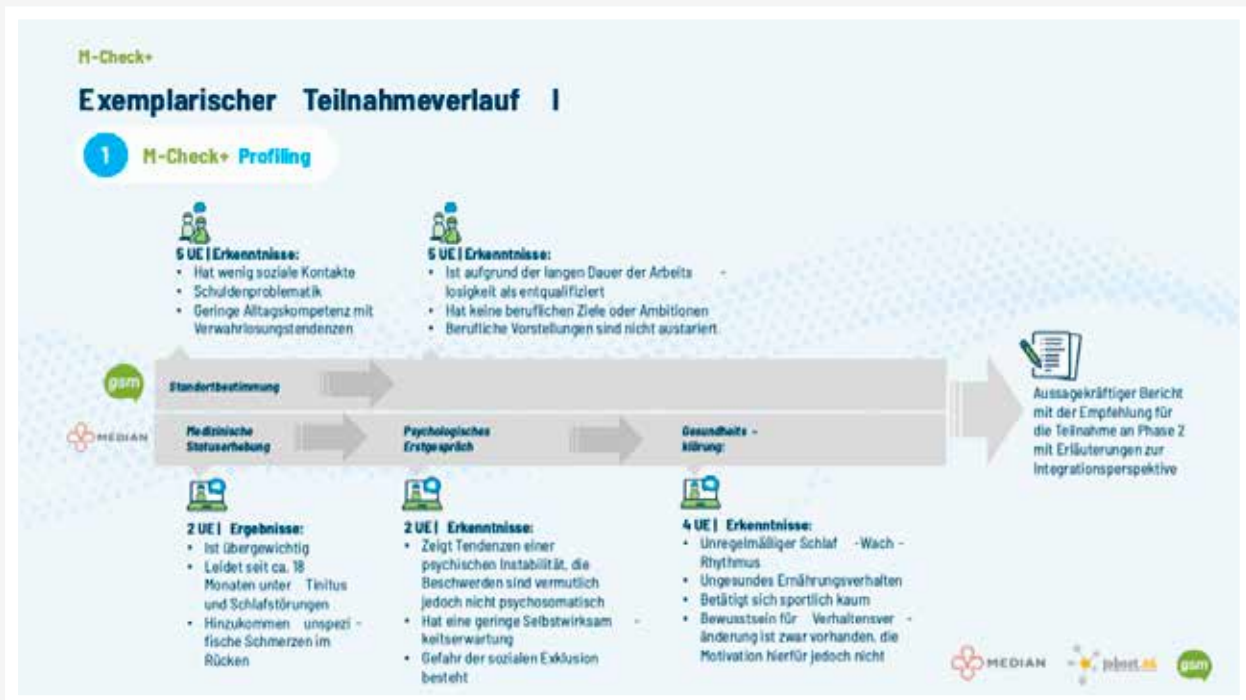 M-Check+
Exemplarischer Teilnahmeverlauf I
1 M-Check+ Profiling
5 UE | Erkenntnisse:
• Hat wenig soziale Kontakte
• Schuldenproblematik
• Geringe Alltagskompetenz mit
Verwahrlosungstendenzen
5 UE | Erkenntnisse:
• Ist aufgrund der langen Dauer der Arbeits -
losigkeit als entqualifiziert
• Hat keine beruflichen Ziele oder Ambitionen
• Berufliche Vorstellungen sind nicht austariert
gsm
Standortbestimmung
MEDIAN
Medizinische
Statuserhebung
Psychologisches
Erstgespräch
Gesundheits -
klärung:
Aussagekräftiger Bericht
mit der Empfehlung für
die Teilnahme an Phase 2
mit Erläuterungen zur
Integrationsperspektive
2 UE | Ergebnisse:
• Ist übergewichtig
• Leidet seit ca. 18
Monaten unter Tinitus
und Schlafstörungen
• Hinzukommen unspezi -
fische Schmerzen im
Rücken
2 UE | Erkenntnisse:
• Zeigt Tendenzen einer
psychischen Instabilität, die
Beschwerden sind vermutlich
jedoch nicht psychosomatisch
• Hat eine geringe Selbstwirksam -
keitserwartung
• Gefahr der sozialen Exklusion
besteht
4 UE | Erkenntnisse:
• Unregelmäßiger Schlaf -Wach -
Rhythmus
• Ungesundes Ernährungsverhalten
• Betätigt sich sportlich kaum
• Bewusstsein für Verhaltensver -
änderung ist zwar vorhanden, die
Motivation hierfür jedoch nicht
MEDIAN
gsm